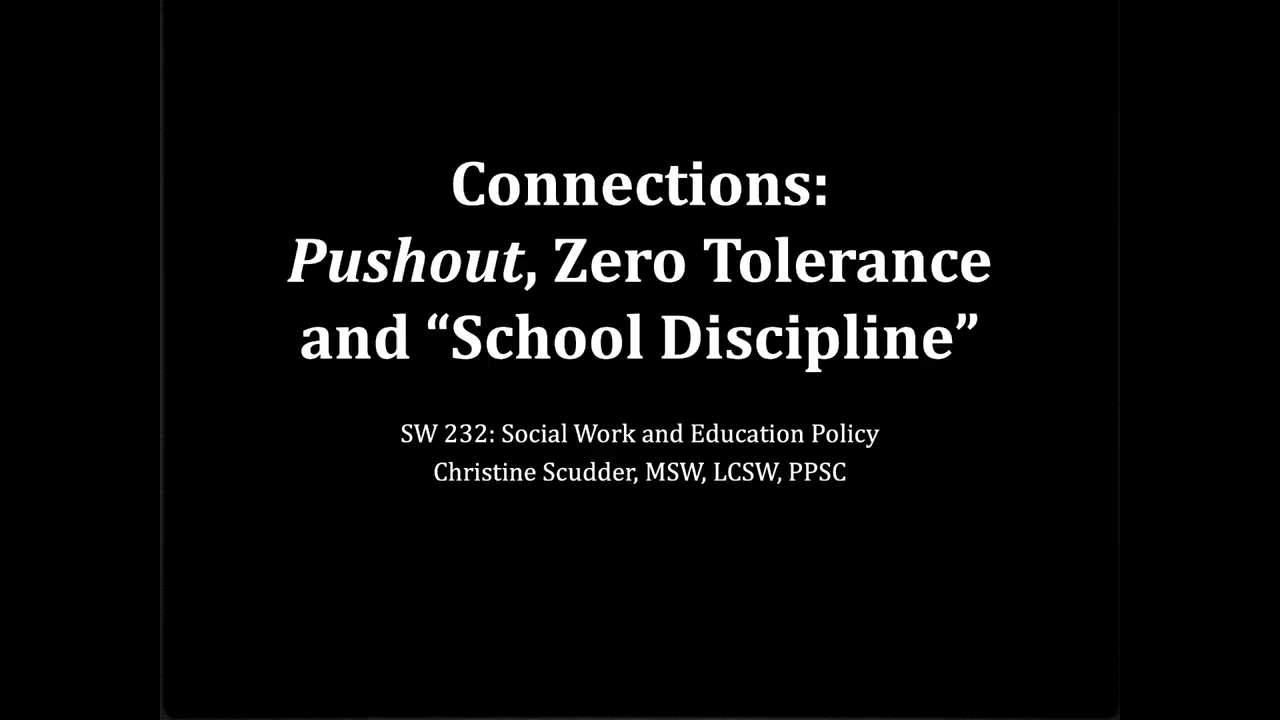 Connections:
Pushout, Zero Tolerance
and “School Discipline”
SW 232: Social Work and Education Policy
Christine Scudder, MSW, LCSW, PPSC